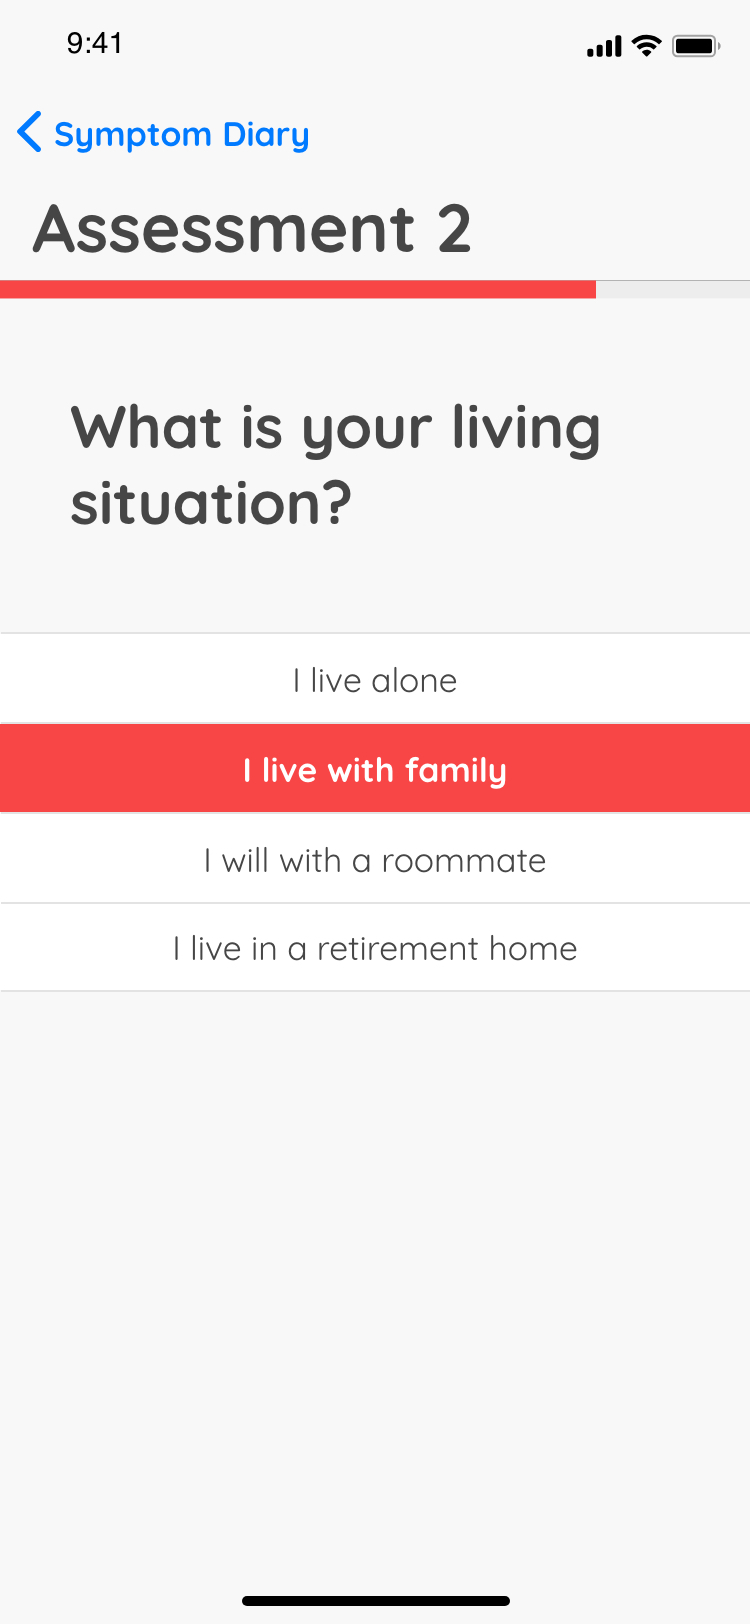 9:41
Symptom Diary
Assessment 2
What is your living
situation?
I live alone
I live with family
I will with a roommate
I live in a retirement home